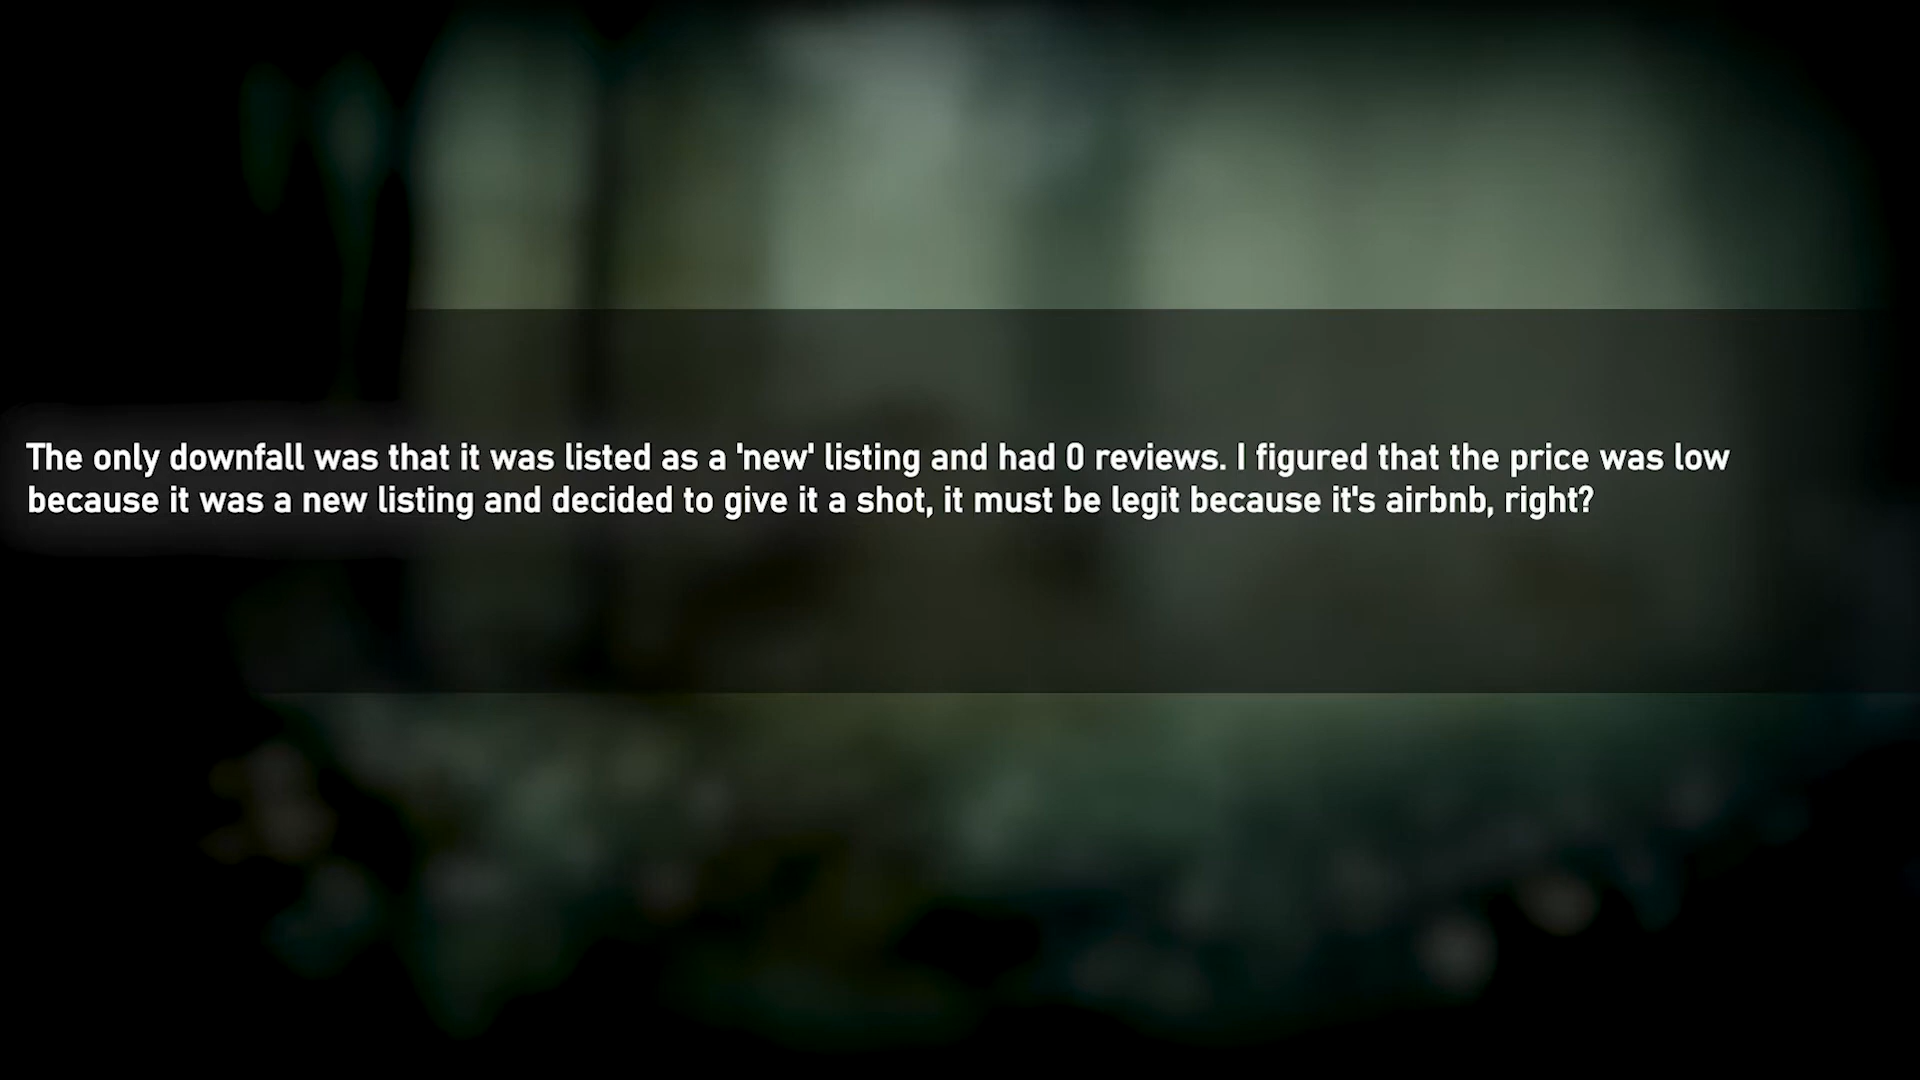 The only downfall was that it was listed as a 'new' listing and had 0 reviews. I figured that the price was low
because it was a new listing and decided to give it a shot, it must be legit because it's airbnb, right?